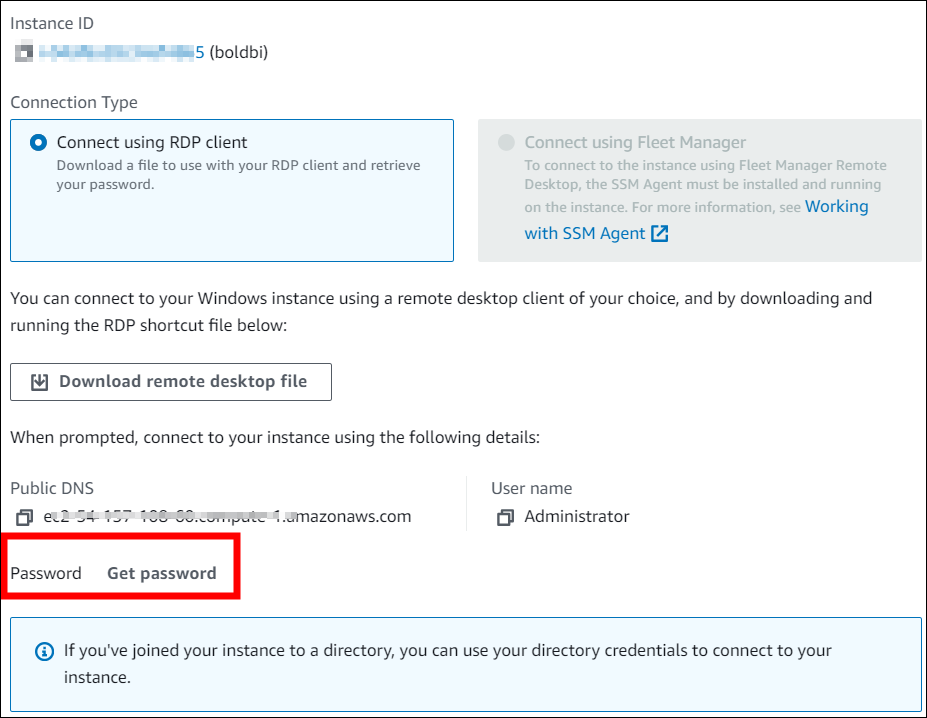 Instance ID
5 (boldbi)
Connection Type
Connect using RDP client
Download a file to use with your RDP client and retrieve
your password.
Connect using Fleet Manager
To connect to the instance using Fleet Manager Remote
Desktop, the SSM Agent must be installed and running
on the instance. For more information, see Working
with SSM Agent
You can connect to your Windows instance using a remote desktop client of your choice, and by downloading and
running the RDP shortcut file below:
Download remote desktop file
When prompted, connect to your instance using the following details:
Public DNS
amazonaws.com
User name
Administrator
Password Get password
If you've joined your instance to a directory, you can use your directory credentials to connect to your
instance.